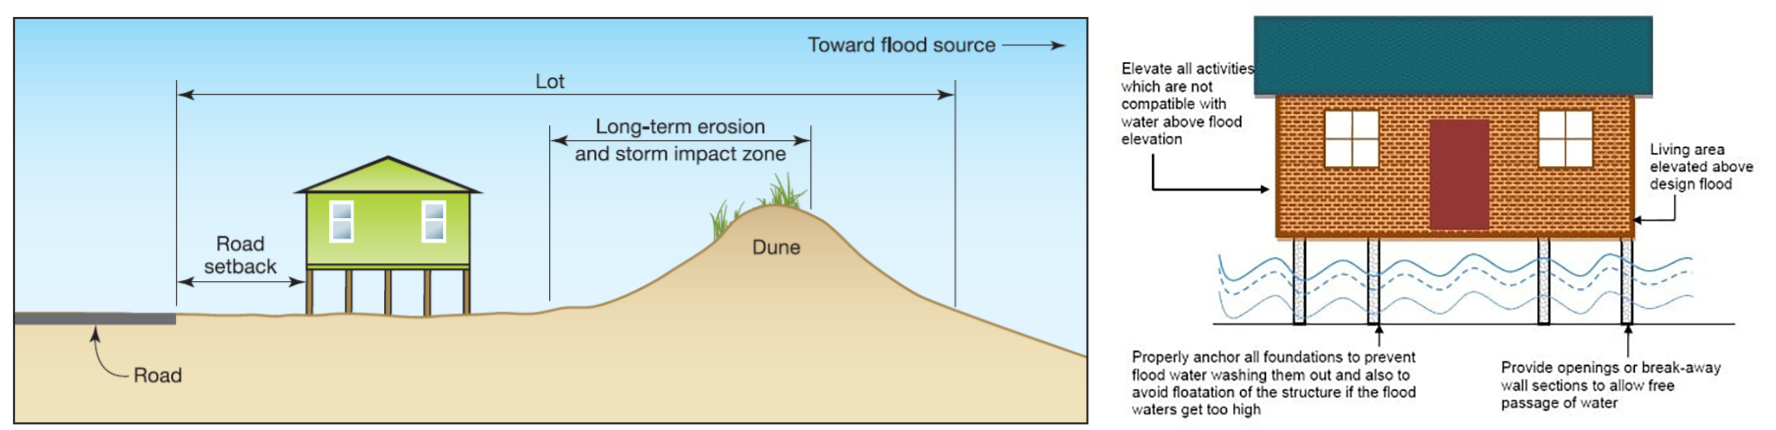 Toward flood source
Lot
Long-term erosion
and storm impact zone
Road
setback
Dune
Road
Elevate all activities
which are not
compatible with
water above flood
elevation
Living area
elevated above
design flood
Properly anchor all foundations to prevent
flood water washing them out and also to
avoid floatation of the structure if the flood
waters get too high
Provide openings or break-away
wall sections to allow free
passage of water